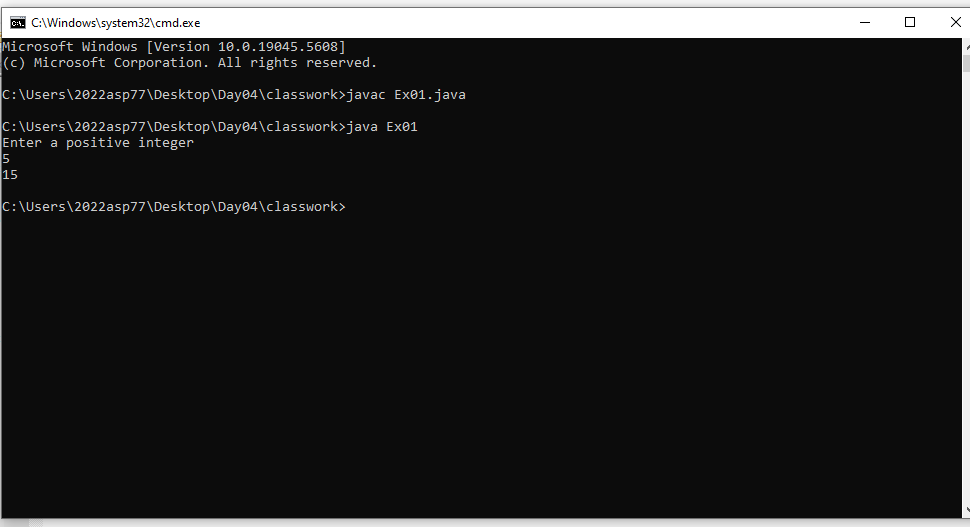 C:\Windows\system32\cmd.exe
Microsoft Windows [Version 10.0.19045.5608]
(c) Microsoft Corporation. All rights reserved.
C:\Users\2022asp77\Desktop\Day04\classwork>javac Ex01.java
C:\Users\2022asp77\Desktop\Day04\classwork>java Ex01
Enter a positive integer
5
15
C:\Users\2022asp77\Desktop\Day04\classwork>